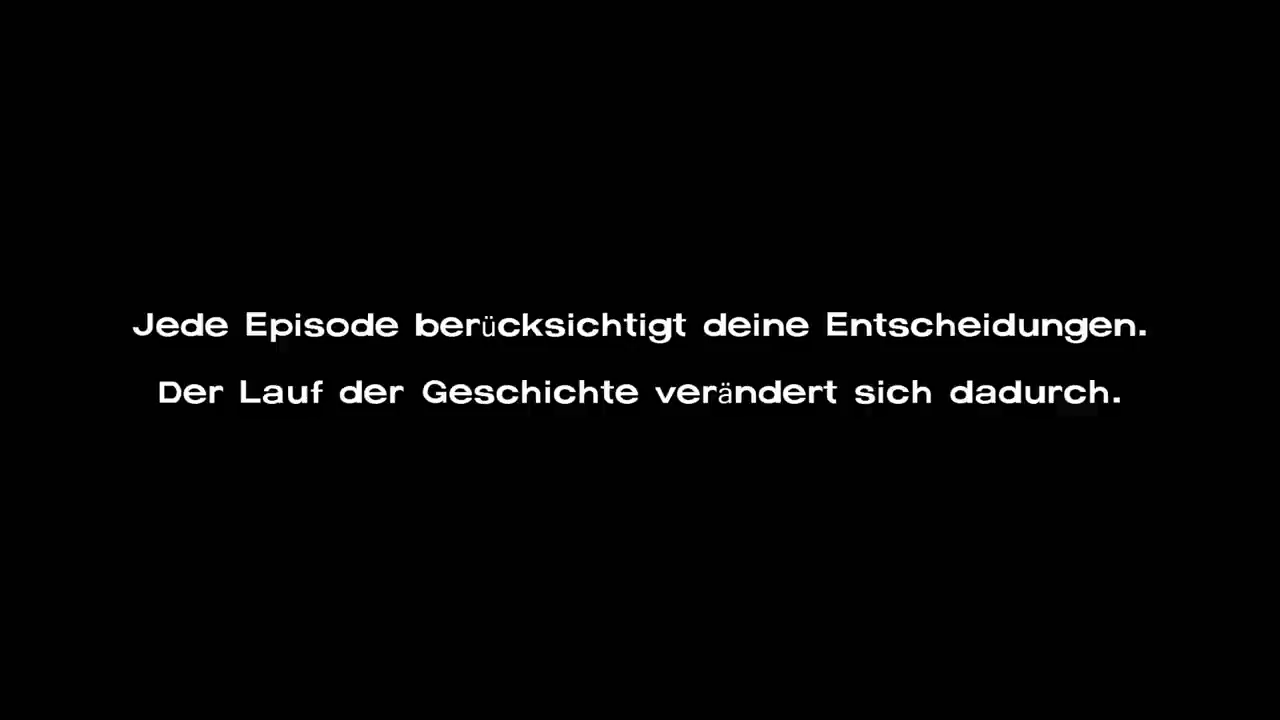 Jede Episode berücksichtigt deine Entscheidungen.
Der Lauf der Geschichte verändert sich dadurch.